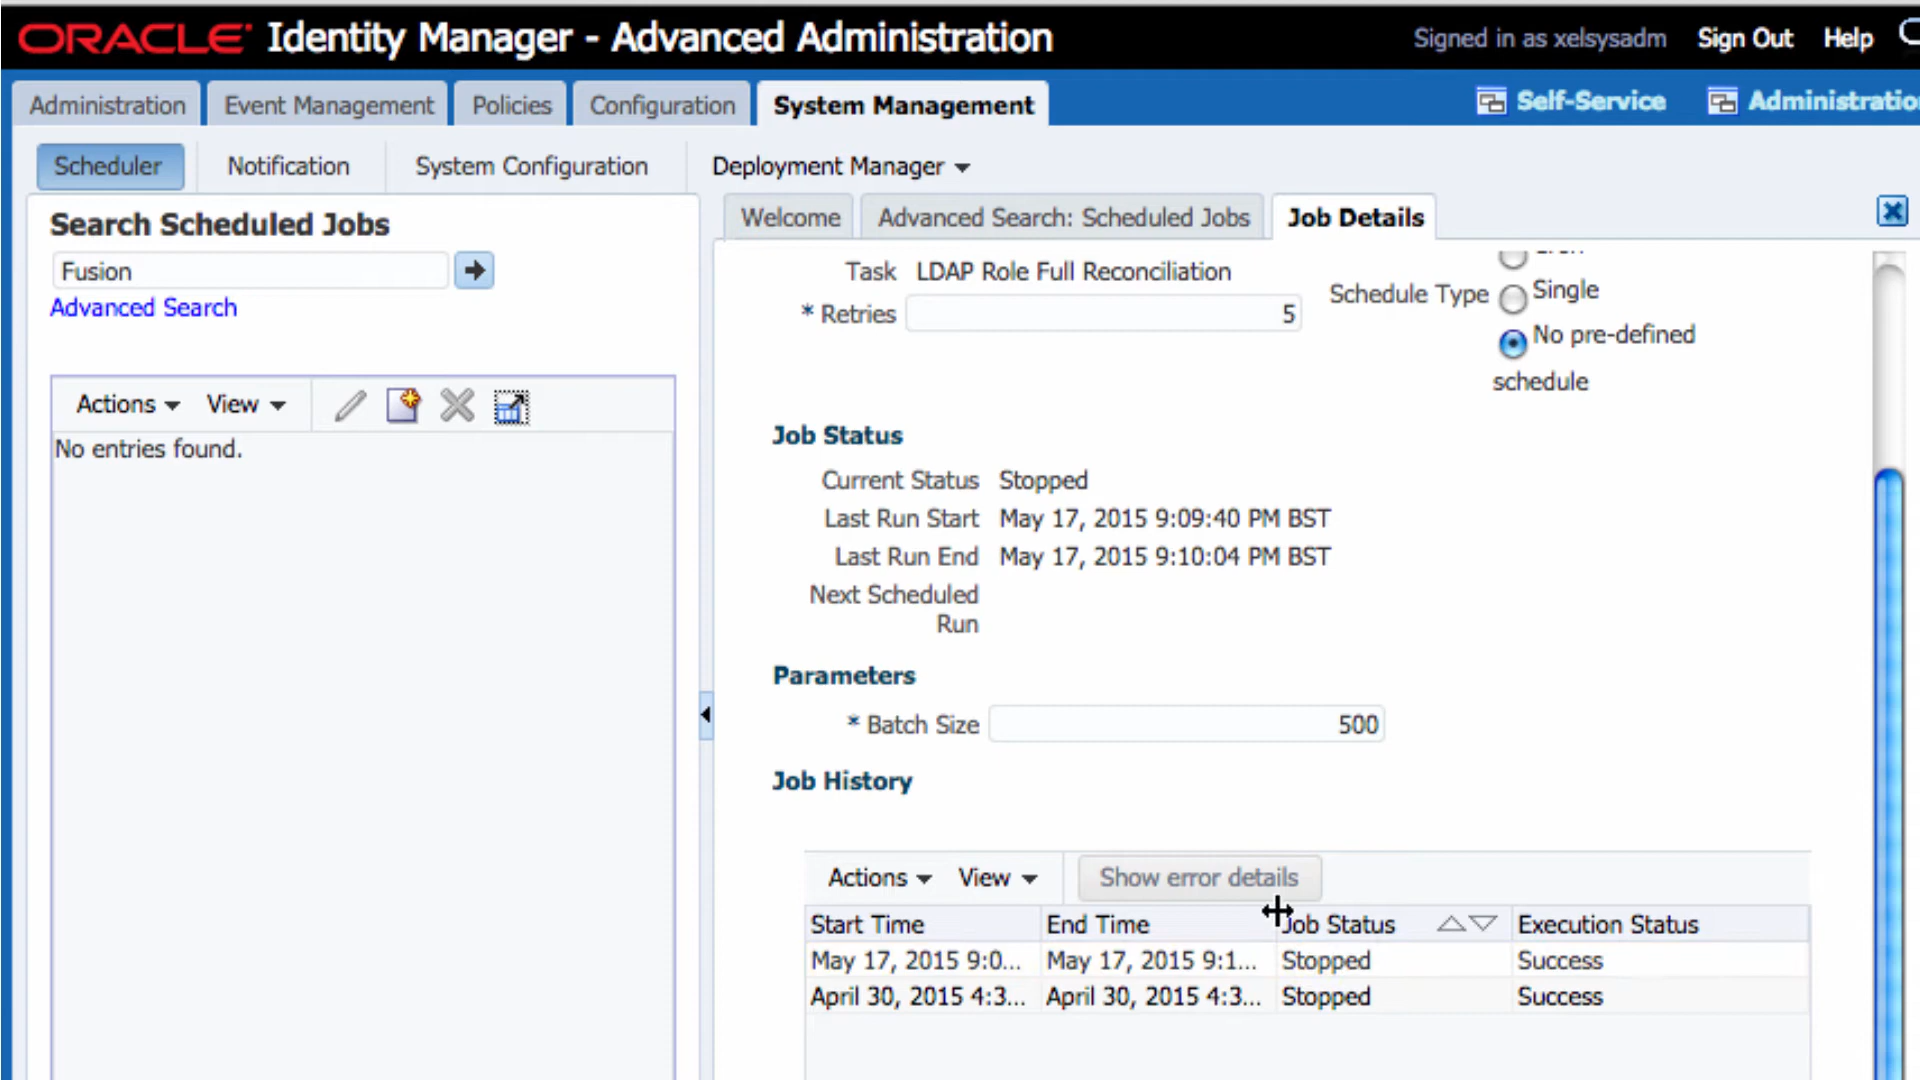 ORACLE Identity Manager - Advanced Administration
Signed in as xelsysadm Sign Out Help
Administration Event Management Policies Configuration System Management
Self-Service Administratio
Scheduler Notification System Configuration Deployment Manager
Search Scheduled Jobs
Fusion
Advanced Search
Actions View
No entries found.
Welcome Advanced Search: Scheduled Jobs Job Details
Task LDAP Role Full Reconciliation
* Retries 5
Schedule Type
Single
No pre-defined
schedule
Job Status
Current Status Stopped
Last Run Start May 17, 2015 9:09:40 PM BST
Last Run End May 17, 2015 9:10:04 PM BST
Next Scheduled
Run
Parameters
* Batch Size 500
Job History
Actions View Show error details
Start Time End Time Job Status Execution Status
May 17, 2015 9:0... May 17, 2015 9:1... Stopped Success
April 30, 2015 4:3... April 30, 2015 4:3... Stopped Success